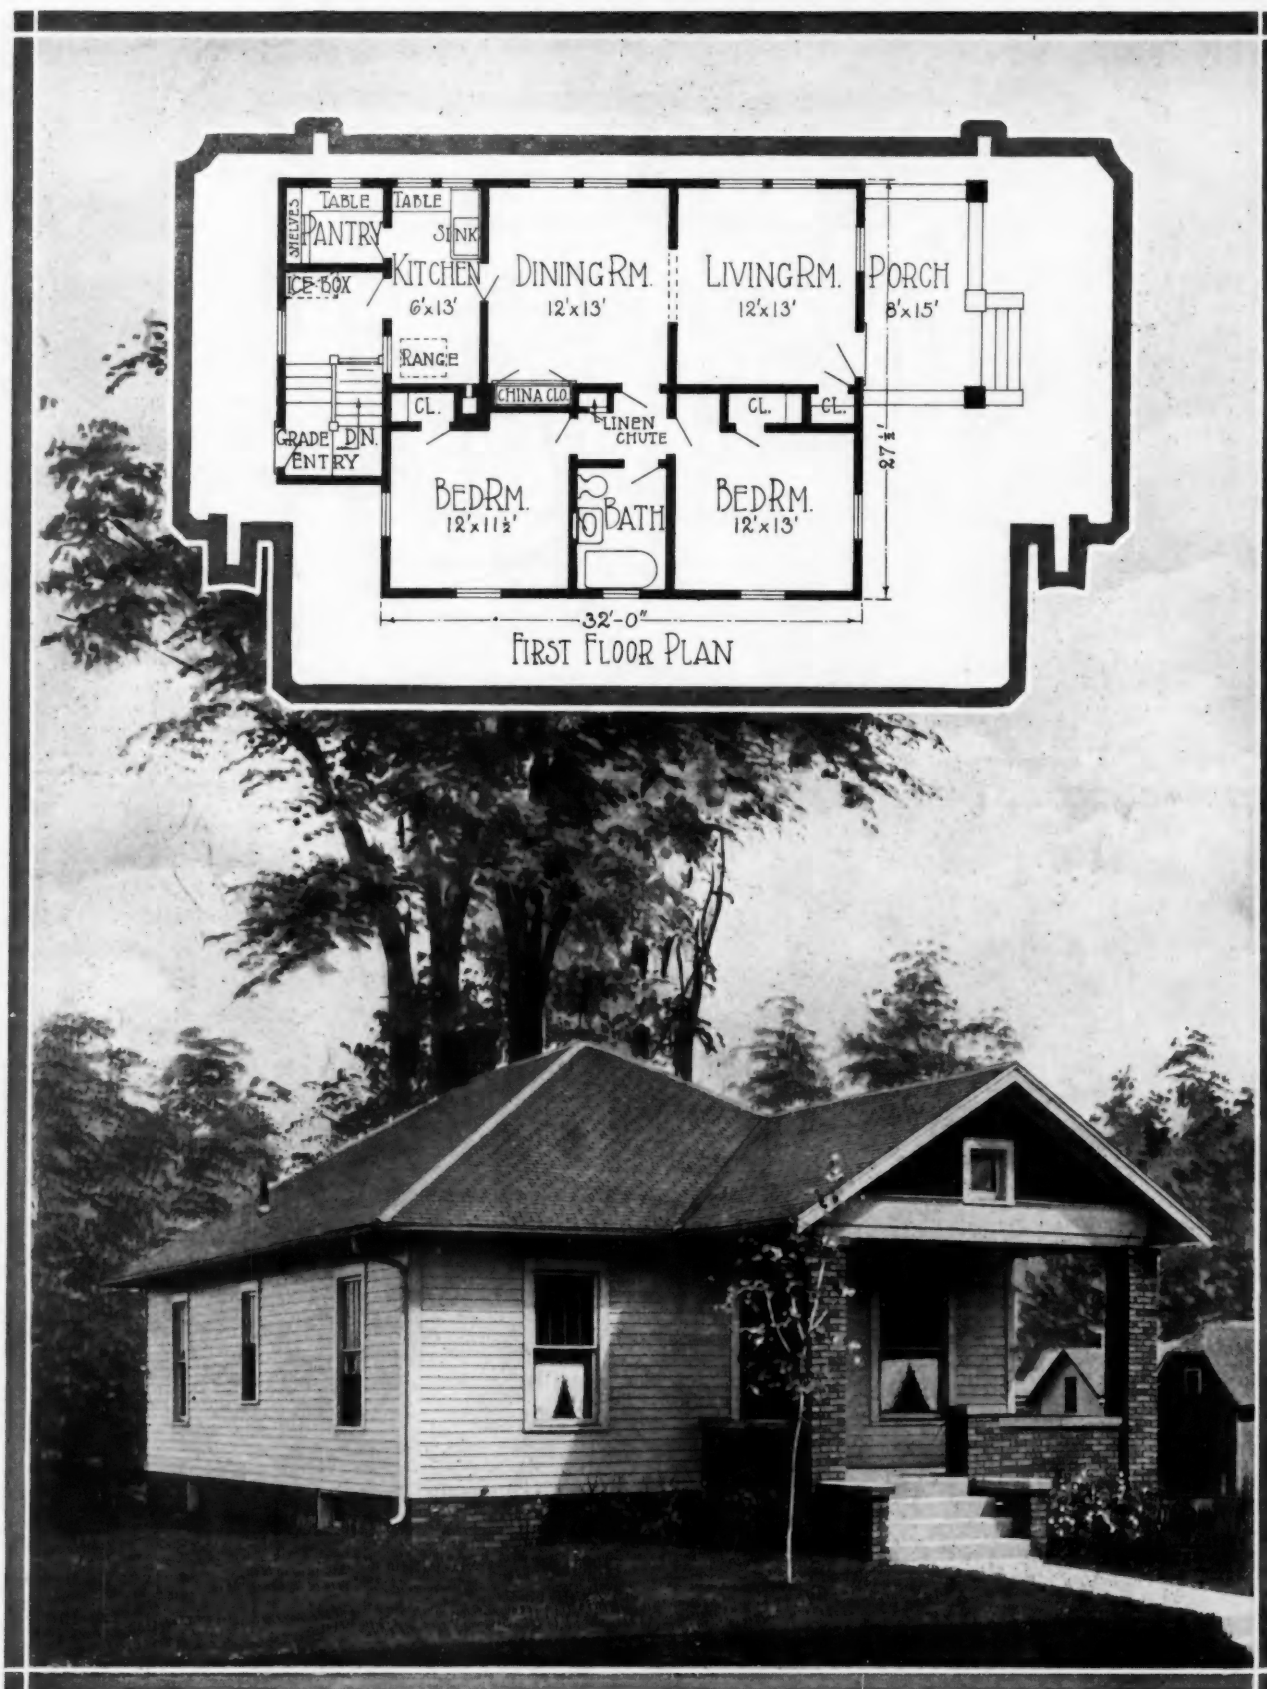 TABLE
TABLE
SHELVES
PANTRY
SINK
ICE BOX
KITCHEN
6'x13'
DINING RM.
12'x13'
LIVING RM.
12'x13'
PORCH
8'x15'
RANGE
CHINA CLO.
CL.
LINEN
CHUTE
CL.
CL.
GRADE
ENTRY
DN.
27½'
BED RM.
12'x11½'
BATH
BED RM.
12'x13'
32'-0"
FIRST FLOOR PLAN